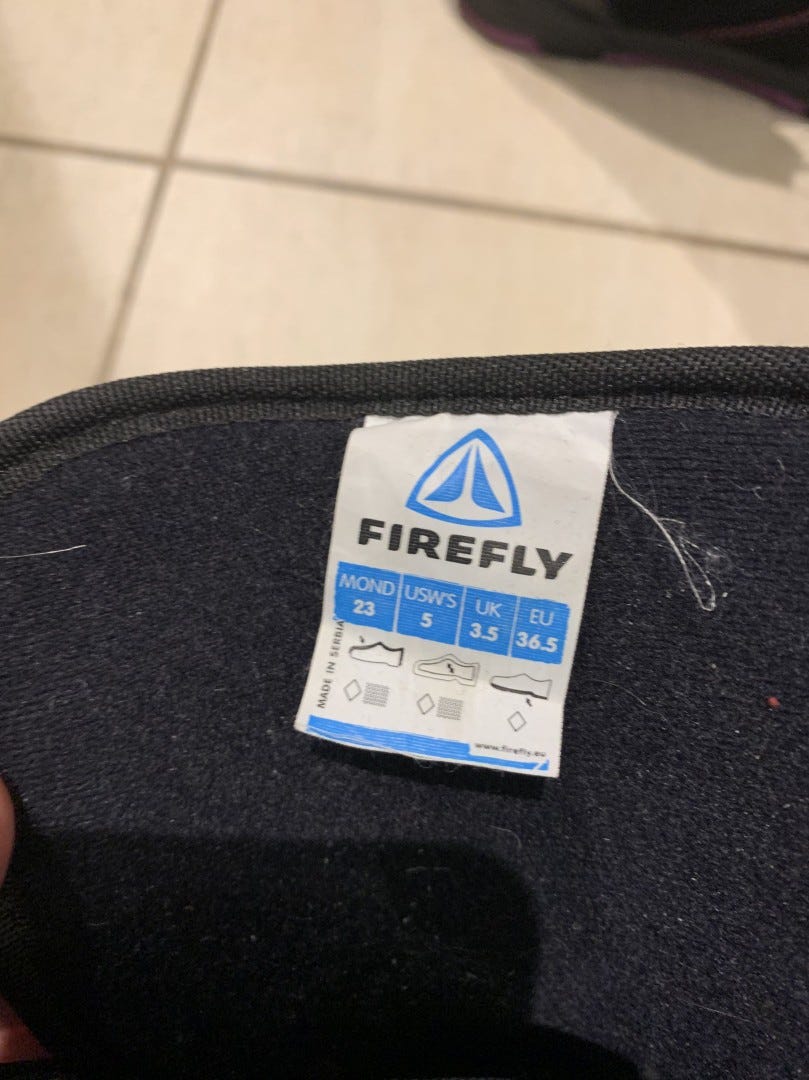 FIREFLY
MOND USW'S UK EU
23 5 3.5 36.5
MADE IN SERBIA
www.firefly.eu